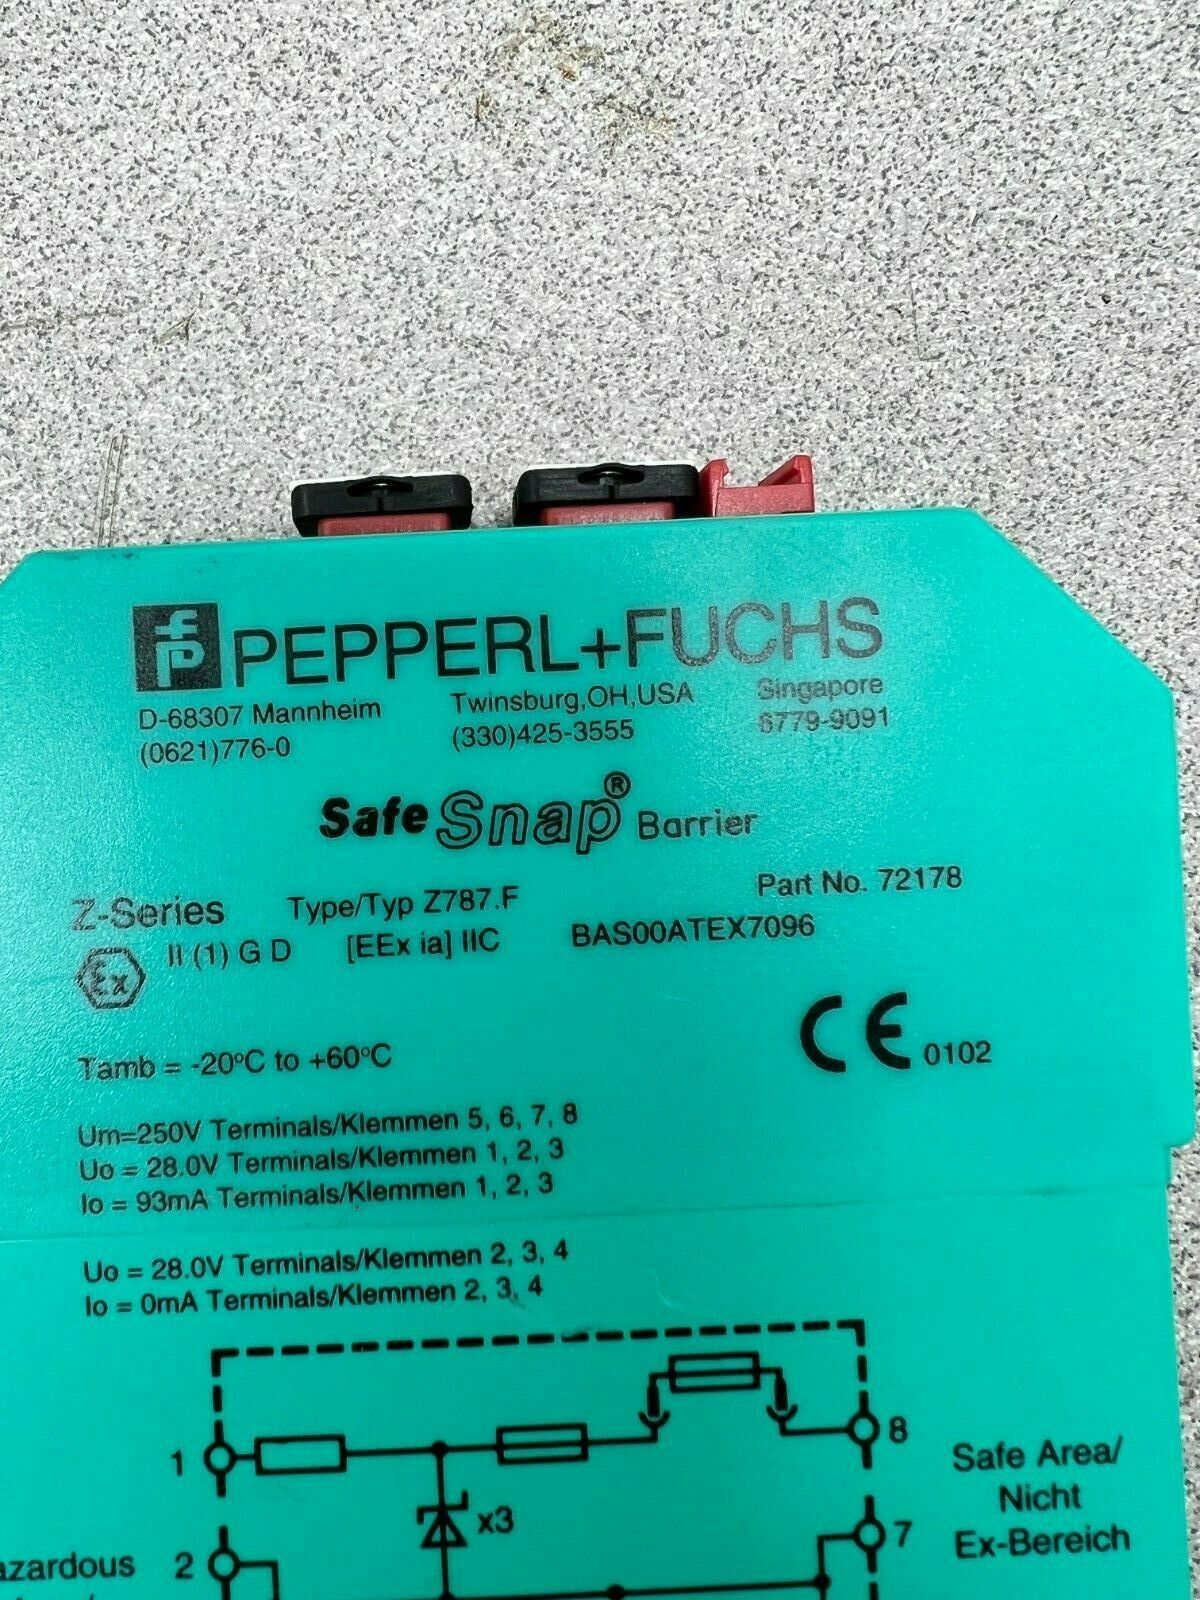 PEPPERL+FUCHS
D-68307 Mannheim Twinsburg,OH,USA Singapore
(0621)776-0 (330)425-3555 6779-9091
Safe Snap® Barrier
Z-Series Type/Typ Z787.F Part No. 72178
Ex II (1) G D [EEx ia] IIC BAS00ATEX7096
CE 0102
Tamb = -20°C to +60°C
Um=250V Terminals/Klemmen 5, 6, 7, 8
Uo = 28.0V Terminals/Klemmen 1, 2, 3
Io = 93mA Terminals/Klemmen 1, 2, 3
Uo = 28.0V Terminals/Klemmen 2, 3, 4
Io = 0mA Terminals/Klemmen 2, 3, 4
1
8
Safe Area/
Nicht
Ex-Bereich
x3
7
azardous 2